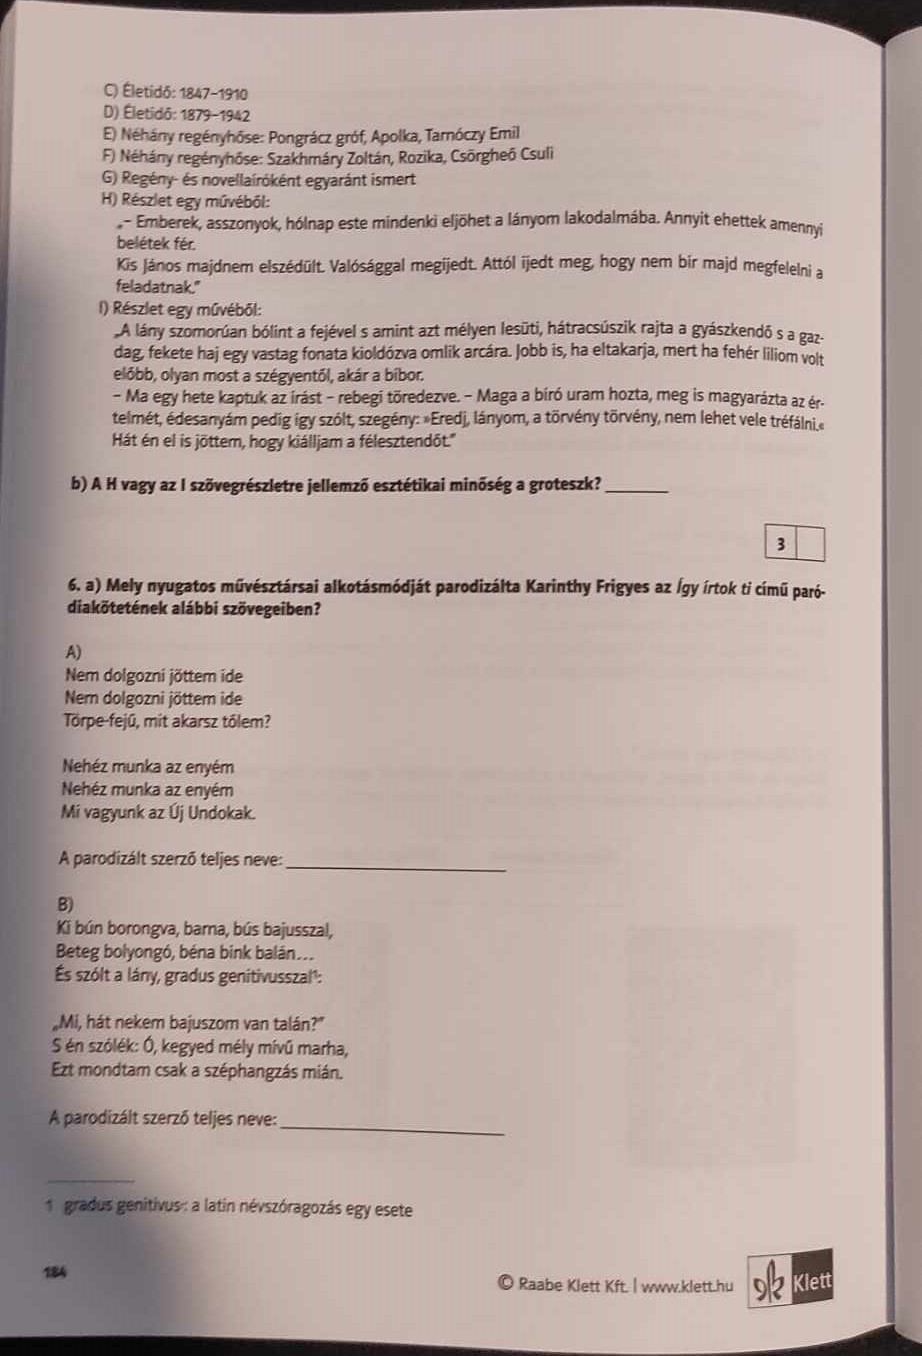 C) Életidő: 1847–1910
D) Életidő: 1879–1942
E) Néhány regényhőse: Pongrácz gróf, Apolka, Tarnóczy Emil
F) Néhány regényhőse: Szakhmáry Zoltán, Rozika, Csörgheő Csuli
G) Regény- és novellaíróként egyaránt ismert
H) Részlet egy művéből:
„– Emberek, asszonyok, hólnap este mindenki eljöhet a lányom lakodalmába. Annyit ehettek amennyi
belétek fér.
Kis János majdnem elszédült. Valósággal megijedt. Attól ijedt meg, hogy nem bír majd megfelelni a
feladatnak.”
I) Részlet egy művéből:
„A lány szomorúan bólint a fejével s amint azt mélyen lesüti, hátracsúszik rajta a gyászkendő s a gaz-
dag, fekete haj egy vastag fonata kioldózva omlik arcára. Jobb is, ha eltakarja, mert ha fehér liliom volt
előbb, olyan most a szégyentől, akár a bíbor.
– Ma egy hete kaptuk az írást – rebegi töredezve. – Maga a bíró uram hozta, meg is magyarázta az ér-
telmét, édesanyám pedig így szólt, szegény: »Eredj, lányom, a törvény törvény, nem lehet vele tréfálni.«
Hát én el is jöttem, hogy kiálljam a félesztendőt.”
b) A H vagy az I szövegrészletre jellemző esztétikai minőség a groteszk? ______
3
6. a) Mely nyugatos művésztársai alkotásmódját parodizálta Karinthy Frigyes az Így írtok ti című paró-
diakötetének alábbi szövegeiben?
A)
Nem dolgozni jöttem ide
Nem dolgozni jöttem ide
Törpe-fejű, mit akarsz tőlem?
Nehéz munka az enyém
Nehéz munka az enyém
Mi vagyunk az Új Undokak.
A parodizált szerző teljes neve: ______
B)
Ki bún borongva, barna, bús bajusszal,
Beteg bolyongó, béna bink balán…
És szólt a lány, gradus genitivusszal¹:
„Mi, hát nekem bajuszom van talán?”
S én szólék: Ó, kegyed mély mívű marha,
Ezt mondtam csak a széphangzás mián.
A parodizált szerző teljes neve: ______
1 gradus genitivus-: a latin névszóragozás egy esete
184
© Raabe Klett Kft. | www.klett.hu
Klett